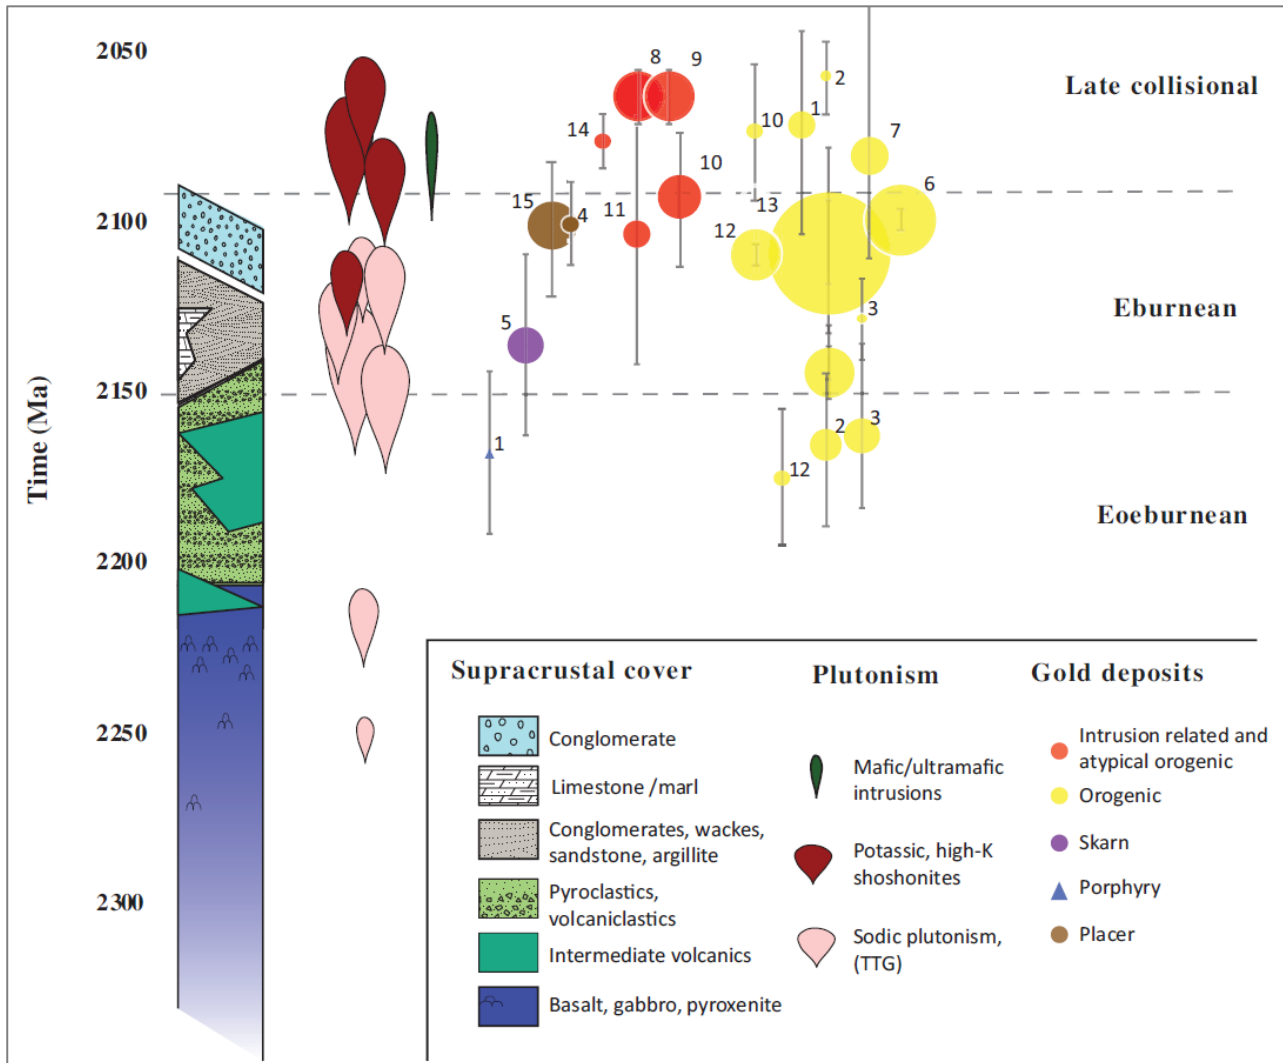 2050
2100
2150
2200
2250
2300
Time (Ma)
8
9
14
10
11
15
4
5
1
10
1
2
7
6
13
12
3
2
3
12
Late collisional
Eburnean
Eoeburnean
Supracrustal cover
Conglomerate
Limestone /marl
Conglomerates, wackes,
sandstone, argillite
Pyroclastics,
volcaniclastics
Intermediate volcanics
Basalt, gabbro, pyroxenite
Plutonism
Mafic/ultramafic
intrusions
Potassic, high-K
shoshonites
Sodic plutonism,
(TTG)
Gold deposits
Intrusion related and
atypical orogenic
Orogenic
Skarn
Porphyry
Placer